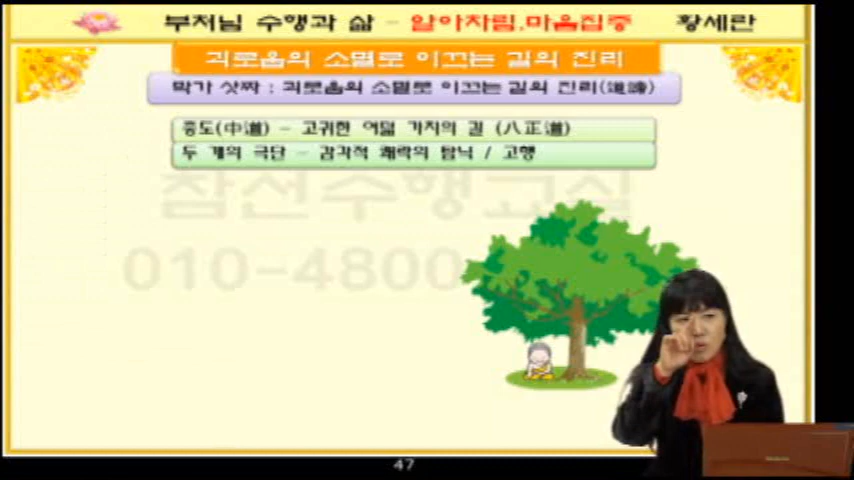 부처님 수행과 삶 - 알아차림.마음집중 황세란
괴로움의 소멸로 이끄는 길의 진리
막가 삿짜 : 괴로움의 소멸로 이끄는 길의 진리(道諦)
중도(中道) - 고귀한 여덟 가지의 길 (八正道)
두 개의 극단 - 감각적 쾌락의 탐닉 / 고행
참선수행교실
010-4800
47